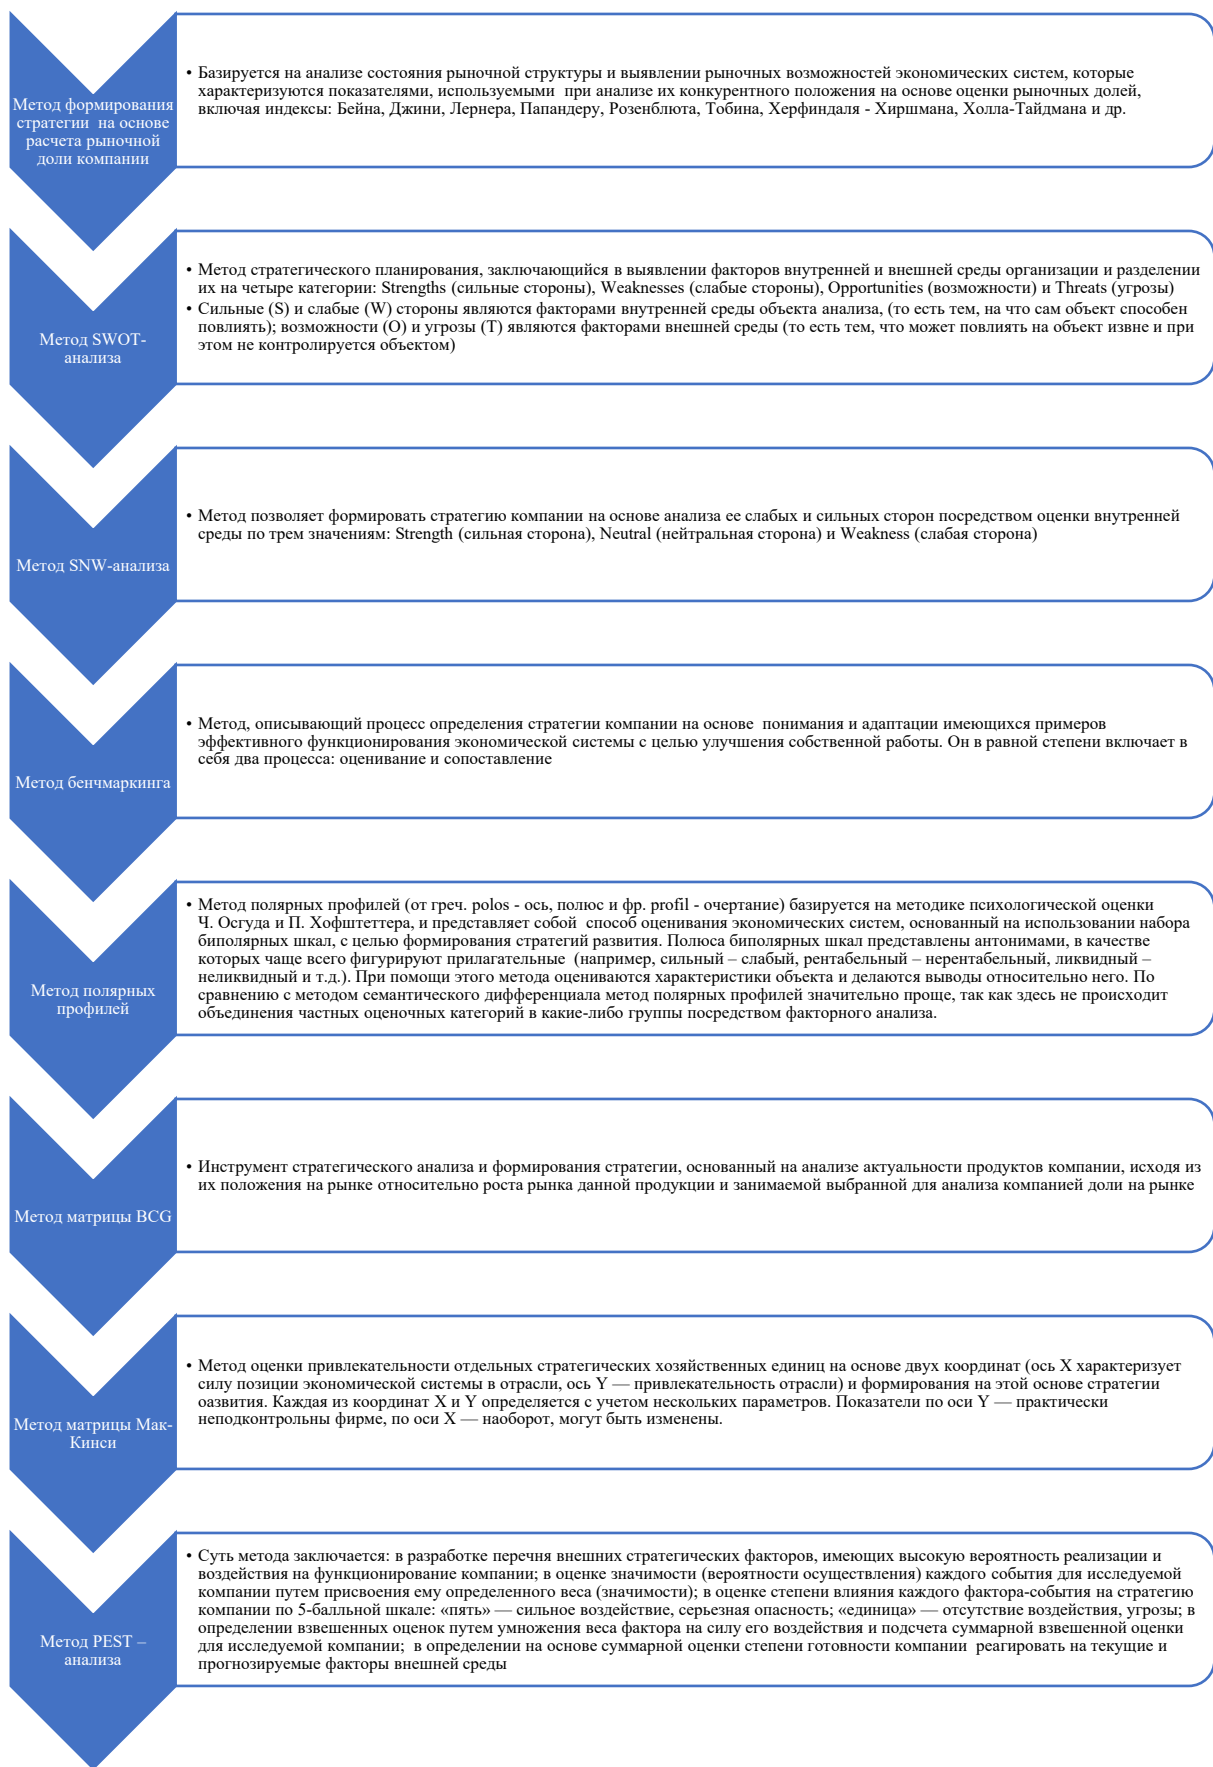 Метод формирования
стратегии  на основе
расчета рыночной
доли компании
• Базируется на анализе состояния рыночной структуры и выявлении рыночных возможностей экономических систем, которые
характеризуются показателями, используемыми  при анализе их конкурентного положения на основе оценки рыночных долей,
включая индексы: Бейна, Джини, Лернера, Папандеру, Розенблюта, Тобина, Херфиндаля - Хиршмана, Холла-Тайдмана и др.
Метод SWOT-
анализа
• Метод стратегического планирования, заключающийся в выявлении факторов внутренней и внешней среды организации и разделении
их на четыре категории: Strengths (сильные стороны), Weaknesses (слабые стороны), Opportunities (возможности) и Threats (угрозы)
• Сильные (S) и слабые (W) стороны являются факторами внутренней среды объекта анализа, (то есть тем, на что сам объект способен
повлиять); возможности (O) и угрозы (T) являются факторами внешней среды (то есть тем, что может повлиять на объект извне и при
этом не контролируется объектом)
Метод SNW-анализа
• Метод позволяет формировать стратегию компании на основе анализа ее слабых и сильных сторон посредством оценки внутренней
среды по трем значениям: Strength (сильная сторона), Neutral (нейтральная сторона) и Weakness (слабая сторона)
Метод бенчмаркинга
• Метод, описывающий процесс определения стратегии компании на основе  понимания и адаптации имеющихся примеров
эффективного функционирования экономической системы с целью улучшения собственной работы. Он в равной степени включает в
себя два процесса: оценивание и сопоставление
Метод полярных
профилей
• Метод полярных профилей (от греч. polos - ось, полюс и фр. profil - очертание) базируется на методике психологической оценки
Ч. Осгуда и П. Хофштеттера, и представляет собой  способ оценивания экономических систем, основанный на использовании набора
биполярных шкал, с целью формирования стратегий развития. Полюса биполярных шкал представлены антонимами, в качестве
которых чаще всего фигурируют прилагательные  (например, сильный – слабый, рентабельный – нерентабельный, ликвидный –
неликвидный и т.д.). При помощи этого метода оцениваются характеристики объекта и делаются выводы относительно него. По
сравнению с методом семантического дифференциала метод полярных профилей значительно проще, так как здесь не происходит
объединения частных оценочных категорий в какие-либо группы посредством факторного анализа.
Метод матрицы BCG
• Инструмент стратегического анализа и формирования стратегии, основанный на анализе актуальности продуктов компании, исходя из
их положения на рынке относительно роста рынка данной продукции и занимаемой выбранной для анализа компанией доли на рынке
Метод матрицы Мак-
Кинси
• Метод оценки привлекательности отдельных стратегических хозяйственных единиц на основе двух координат (ось X характеризует
силу позиции экономической системы в отрасли, ось Y — привлекательность отрасли) и формирования на этой основе стратегии
оазвития. Каждая из координат X и Y определяется с учетом нескольких параметров. Показатели по оси Y — практически
неподконтрольны фирме, по оси X — наоборот, могут быть изменены.
Метод PEST –
анализа
• Суть метода заключается: в разработке перечня внешних стратегических факторов, имеющих высокую вероятность реализации и
воздействия на функционирование компании; в оценке значимости (вероятности осуществления) каждого события для исследуемой
компании путем присвоения ему определенного веса (значимости); в оценке степени влияния каждого фактора-события на стратегию
компании по 5-балльной шкале: «пять» — сильное воздействие, серьезная опасность; «единица» — отсутствие воздействия, угрозы; в
определении взвешенных оценок путем умножения веса фактора на силу его воздействия и подсчета суммарной взвешенной оценки
для исследуемой компании;  в определении на основе суммарной оценки степени готовности компании  реагировать на текущие и
прогнозируемые факторы внешней среды